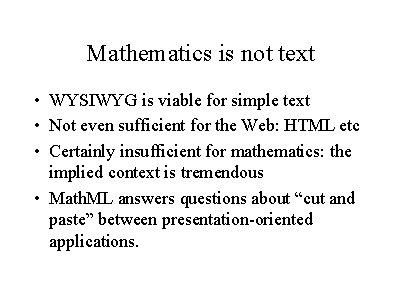 Mathematics is not text
• WYSIWYG is viable for simple text
• Not even sufficient for the Web: HTML etc
• Certainly insufficient for mathematics: the
implied context is tremendous
• MathML answers questions about “cut and
paste” between presentation-oriented
applications.